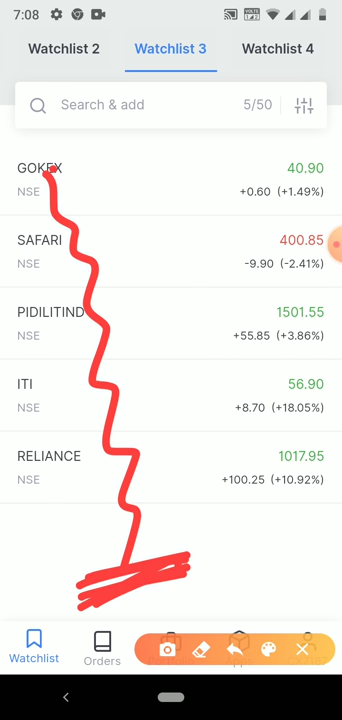 7:08
Watchlist 2 Watchlist 3 Watchlist 4
Search & add 5/50
GOKEX 40.90
NSE +0.60 (+1.49%)
SAFARI 400.85
NSE -9.90 (-2.41%)
PIDILITIND 1501.55
NSE +55.85 (+3.86%)
ITI 56.90
NSE +8.70 (+18.05%)
RELIANCE 1017.95
NSE +100.25 (+10.92%)
Watchlist Orders